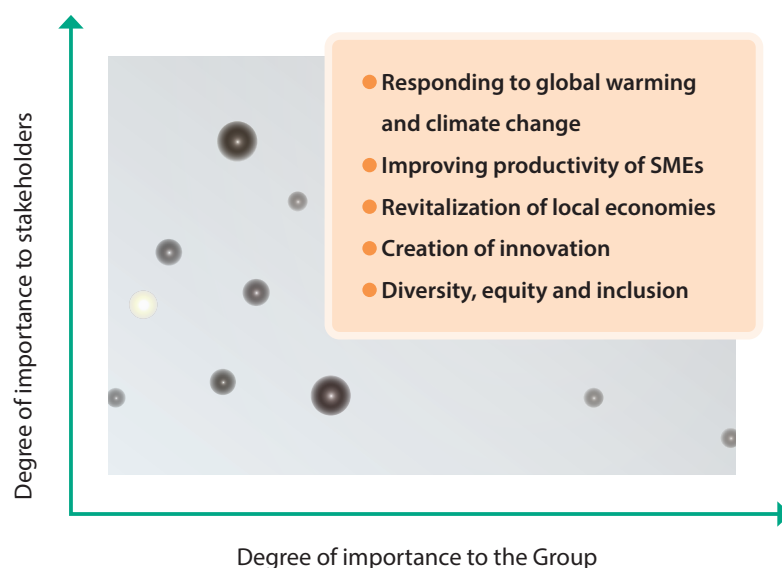 Degree of importance to stakeholders
● Responding to global warming
and climate change
● Improving productivity of SMEs
● Revitalization of local economies
● Creation of innovation
● Diversity, equity and inclusion
Degree of importance to the Group